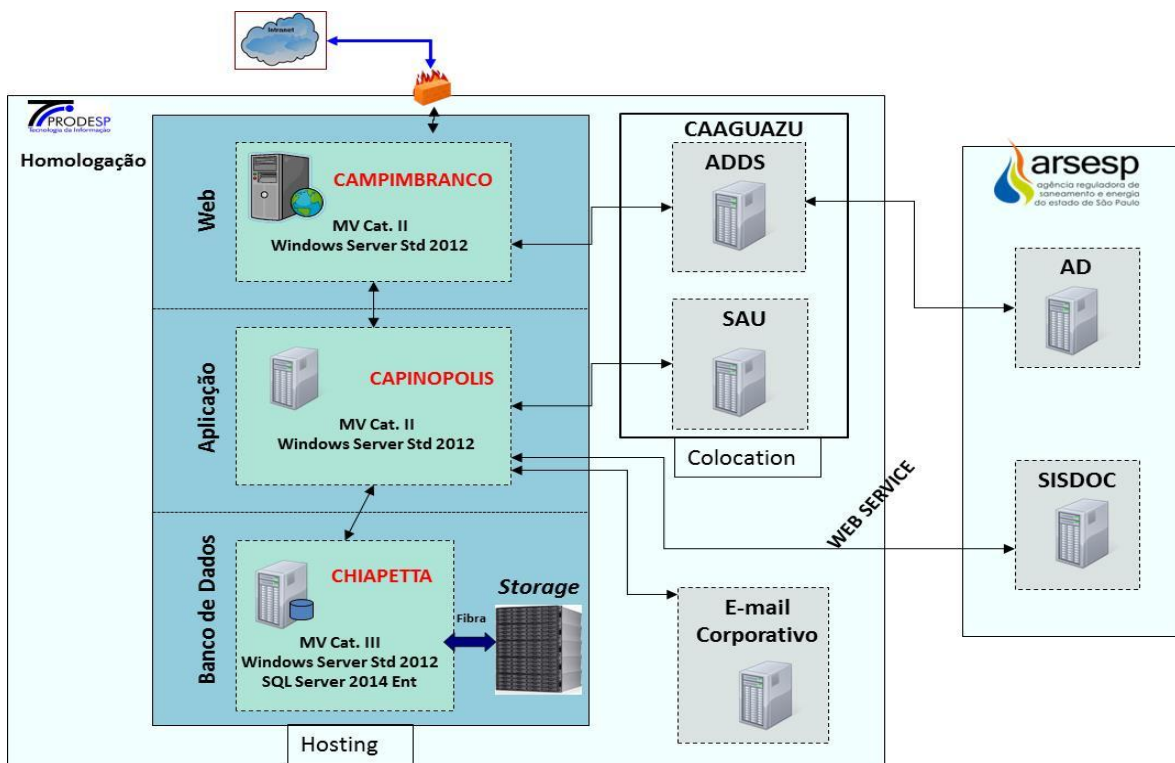 Intranet
PRODESP
Tecnologia da Informação
Homologação
Web
CAMPIMBRANCO
MV Cat. II
Windows Server Std 2012
Aplicação
CAPINOPOLIS
MV Cat. II
Windows Server Std 2012
Banco de Dados
CHIAPETTA
MV Cat. III
Windows Server Std 2012
SQL Server 2014 Ent
Fibra
Storage
Hosting
CAAGUAZU
ADDS
SAU
Colocation
E-mail
Corporativo
WEB SERVICE
arsesp
agência reguladora de
saneamento e energia
do estado de São Paulo
AD
SISDOC